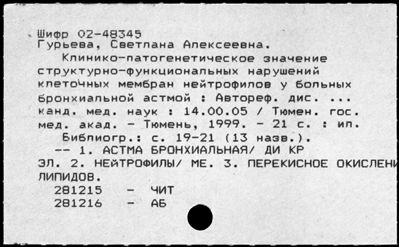 Шифр 02-48345
Гурьева, Светлана Алексеевна.
Клинико-патогенетическое значение
структурно-функциональных нарушений
клеточных мембран нейтрофилов у больных
бронхиальной астмой : Автореф. дис. ...
канд. мед. наук : 14.00.05 / Тюмен. гос.
мед. акад. - Тюмень, 1999. - 21 с. : ил.
Библиогр.: с. 19-21 (13 назв.).
-- 1. АСТМА БРОНХИАЛЬНАЯ/ ДИ КР
ЗЛ. 2. НЕЙТРОФИЛЫ/ МЕ. 3. ПЕРЕКИСНОЕ ОКИСЛЕНИ
ЛИПИДОВ.
281215 - ЧИТ
281216 - АБ